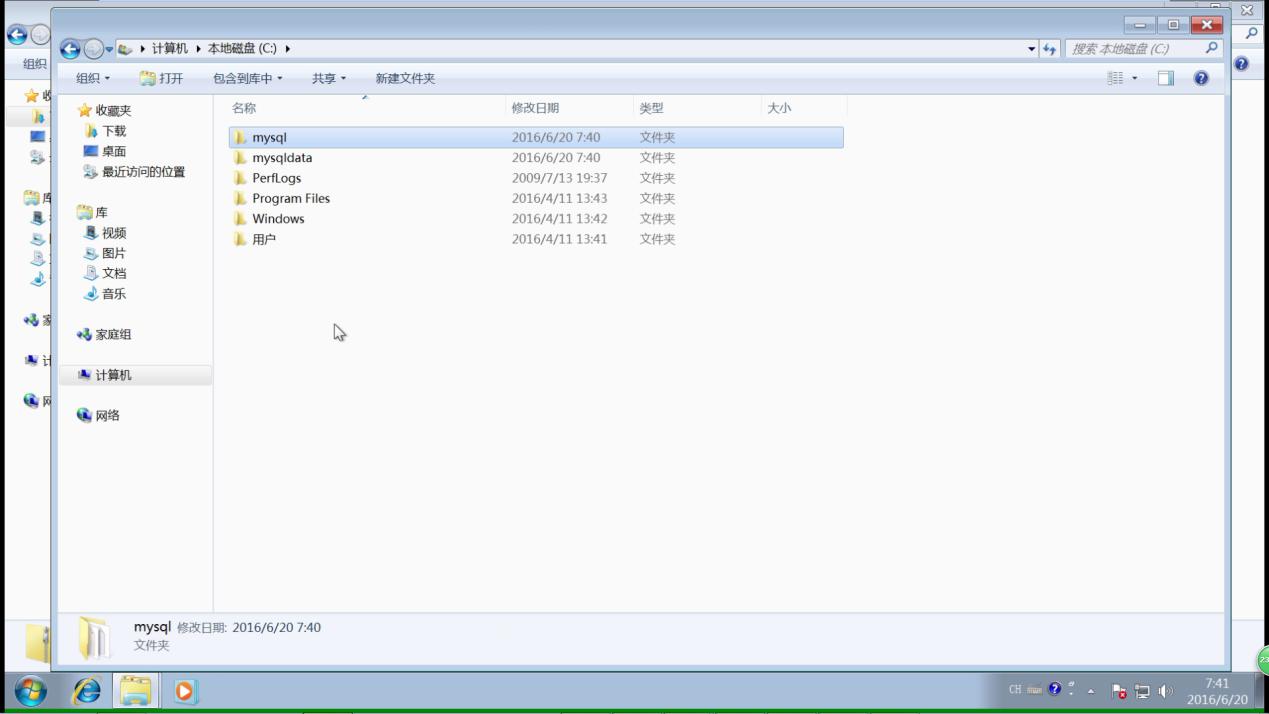 计算机 本地磁盘 (C:) 搜索 本地磁盘 (C:)
组织 组织 打开 包含到库中 共享 新建文件夹
名称 修改日期 类型 大小
收藏夹
下载
桌面
最近访问的位置
库
视频
图片
文档
音乐
家庭组
计算机
网络
mysql 2016/6/20 7:40 文件夹
mysqldata 2016/6/20 7:40 文件夹
PerfLogs 2009/7/13 19:37 文件夹
Program Files 2016/4/11 13:43 文件夹
Windows 2016/4/11 13:42 文件夹
用户 2016/4/11 13:41 文件夹
mysql 修改日期: 2016/6/20 7:40
文件夹
CH
7:41
2016/6/20